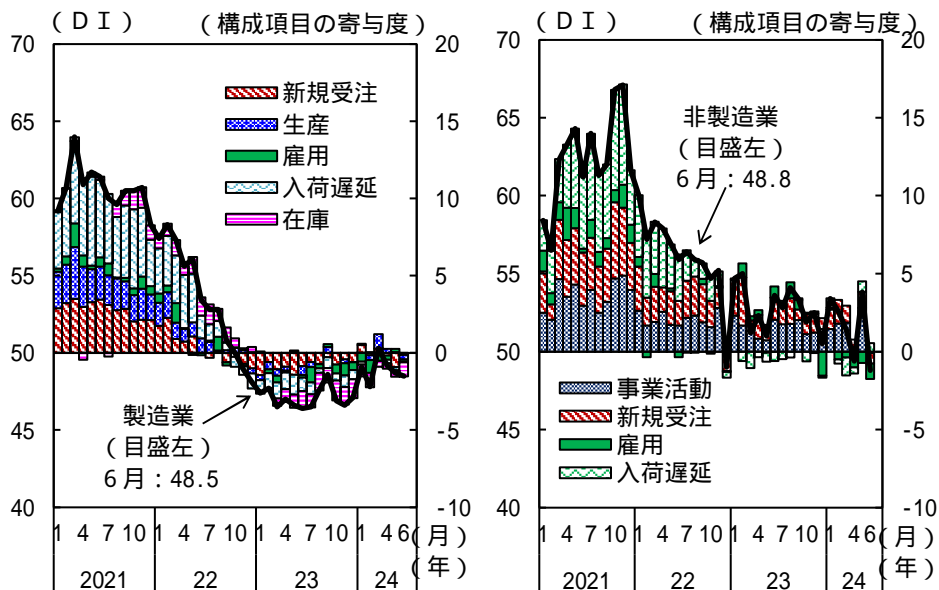 (ＤＩ) (構成項目の寄与度)
70 20
65 15
60 10
55 5
50 0
45 -5
40 -10
新規受注
生産
雇用
入荷遅延
在庫
製造業
(目盛左)
６月：48.5
1 4 7 10 1 4 7 10 1 4 7 10 1 4 6 (月)
2021 22 23 24 (年)
(ＤＩ) (構成項目の寄与度)
70 20
65 15
60 10
55 5
50 0
45 -5
40 -10
非製造業
(目盛左)
６月：48.8
事業活動
新規受注
雇用
入荷遅延
1 4 7 10 1 4 7 10 1 4 7 10 1 4 6 (月)
2021 22 23 24 (年)